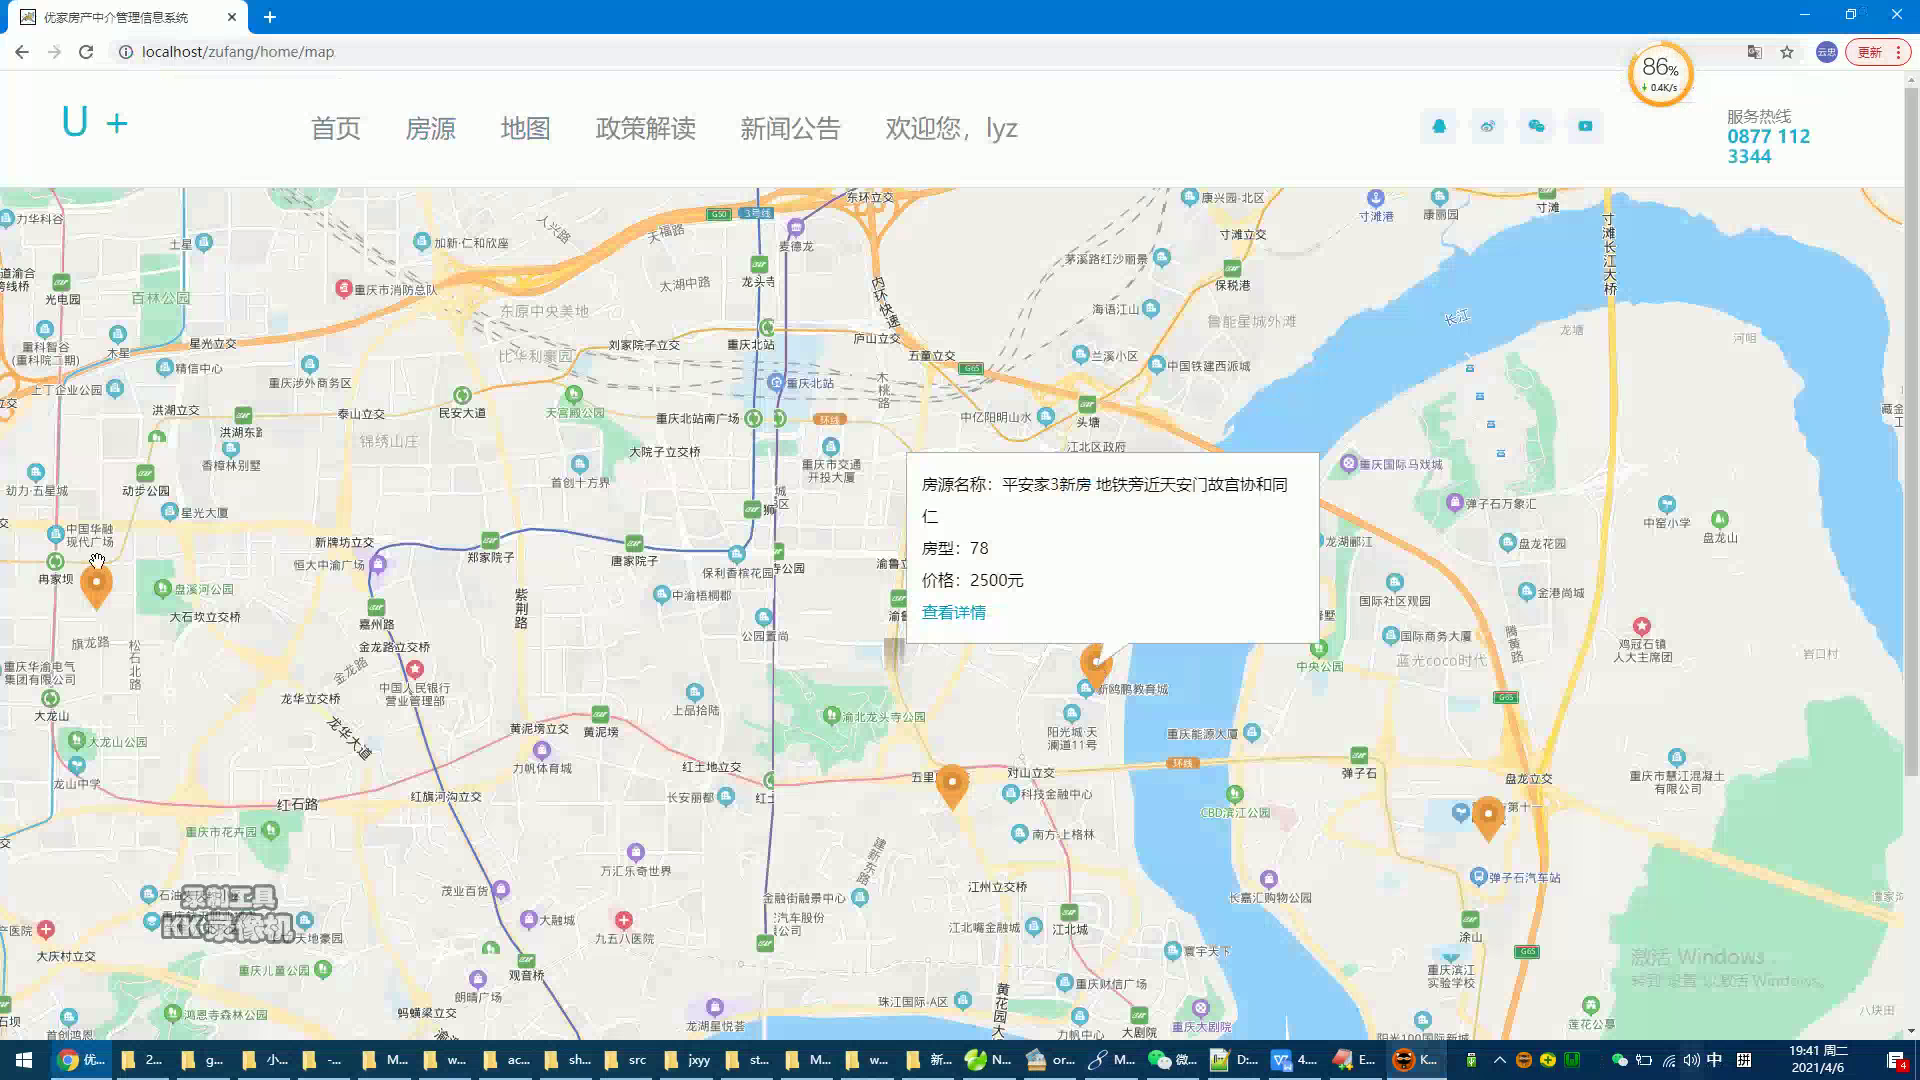 优家房产中介管理信息系统
localhost/zufang/home/map
更新
86%
0.4K/s
U +
首页
房源
地图
政策解读
新闻公告
欢迎您，lyz
服务热线
0877 112
3344
力华科谷
土星
加新·仁和欣座
人兴路
天福路
G50
3号线
东环立交
麦德龙
康兴园·北区
寸滩港
康丽园
寸滩
寸滩立交
寸滩长江大桥
光电园
百林公园
重庆市消防总队
太湖中路
龙头寺
内环快速
茅溪路红沙丽景
保税港
海语江山
鲁能星城外滩
长江
龙塘
河咀
东原中央美地
重科智谷
(重科院二期)
木星
星光立交
比华利豪园
刘家院子立交
重庆北站
庐山立交
五童立交
G65
兰溪小区
中国铁建西派城
上丁企业公园
精信中心
重庆涉外商务区
重庆北站
木桃路
洪湖立交
泰山立交
民安大道
天宫殿公园
重庆北站南广场
环线
中亿阳明山水
头塘
洪湖东路
锦绣山庄
大院子立交桥
江北区政府
香樟林别墅
重庆市交通
开投大厦
首创十方界
重庆国际马戏城
劲力·五星城
动步公园
星光大厦
弹子石万象汇
中窑小学
盘龙山
中国华融
现代广场
新牌坊立交
恒大中渝广场
郑家院子
唐家院子
保利香槟花园
龙湖郦江
盘龙花园
冉家坝
盘溪河公园
大石坎立交桥
紫荆路
中渝梧桐郡
国际社区观园
金港尚城
嘉州路
公园置尚
房源名称：平安家3新房 地铁旁近天安门故宫协和同
仁
房型：78
价格：2500元
查看详情
旗龙路
松石北路
金龙路立交桥
金龙路
中央公园
国际商务大厦
蓝光coco时代
腾黄路
鸡冠石镇
人大主席团
岩口村
重庆华渝电气
集团有限公司
中国人民银行
营业管理部
新鸥鹏教育城
大龙山
龙华立交桥
龙华大道
上品拾陆
渝北龙头寺公园
阳光城·天
澜道11号
G65
大龙山公园
黄泥塝立交
黄泥塝
重庆能源大厦
龙山中学
力帆体育城
红土地立交
五里
对山立交
环线
弹子石
盘龙立交
重庆市慧江混凝土
有限公司
红石路
红旗河沟立交
长安丽都
科技金融中心
CBD滨江公园
重庆市花卉园
南方·上格林
建新东路
万汇乐奇世界
茂业百货
江州立交桥
弹子石汽车站
长嘉汇购物公园
录制工具
KK录像机
天地豪园
大融城
九五八医院
金融街融景中心
江北嘴金融城
江北城
涂山
G65
大庆村立交
重庆儿童公园
观音桥
寰宇天下
重庆滨江
实验学校
朗晴广场
重庆财信广场
鸿恩寺森林公园
蚂蟥梁立交
龙湖星悦荟
珠江国际·A区
黄花园大
力帆中心
大剧院
重庆大剧院
莲花公寓
八块田
首创鸿恩
激活 Windows
转到"设置"以激活 Windows。
优...
2...
g...
小...
-...
M...
w...
ac...
sh...
src
jxyy
st...
M...
w...
新...
N...
or...
M...
微...
D:...
4....
E...
K...
中
拼
19:41 周二
2021/4/6
4